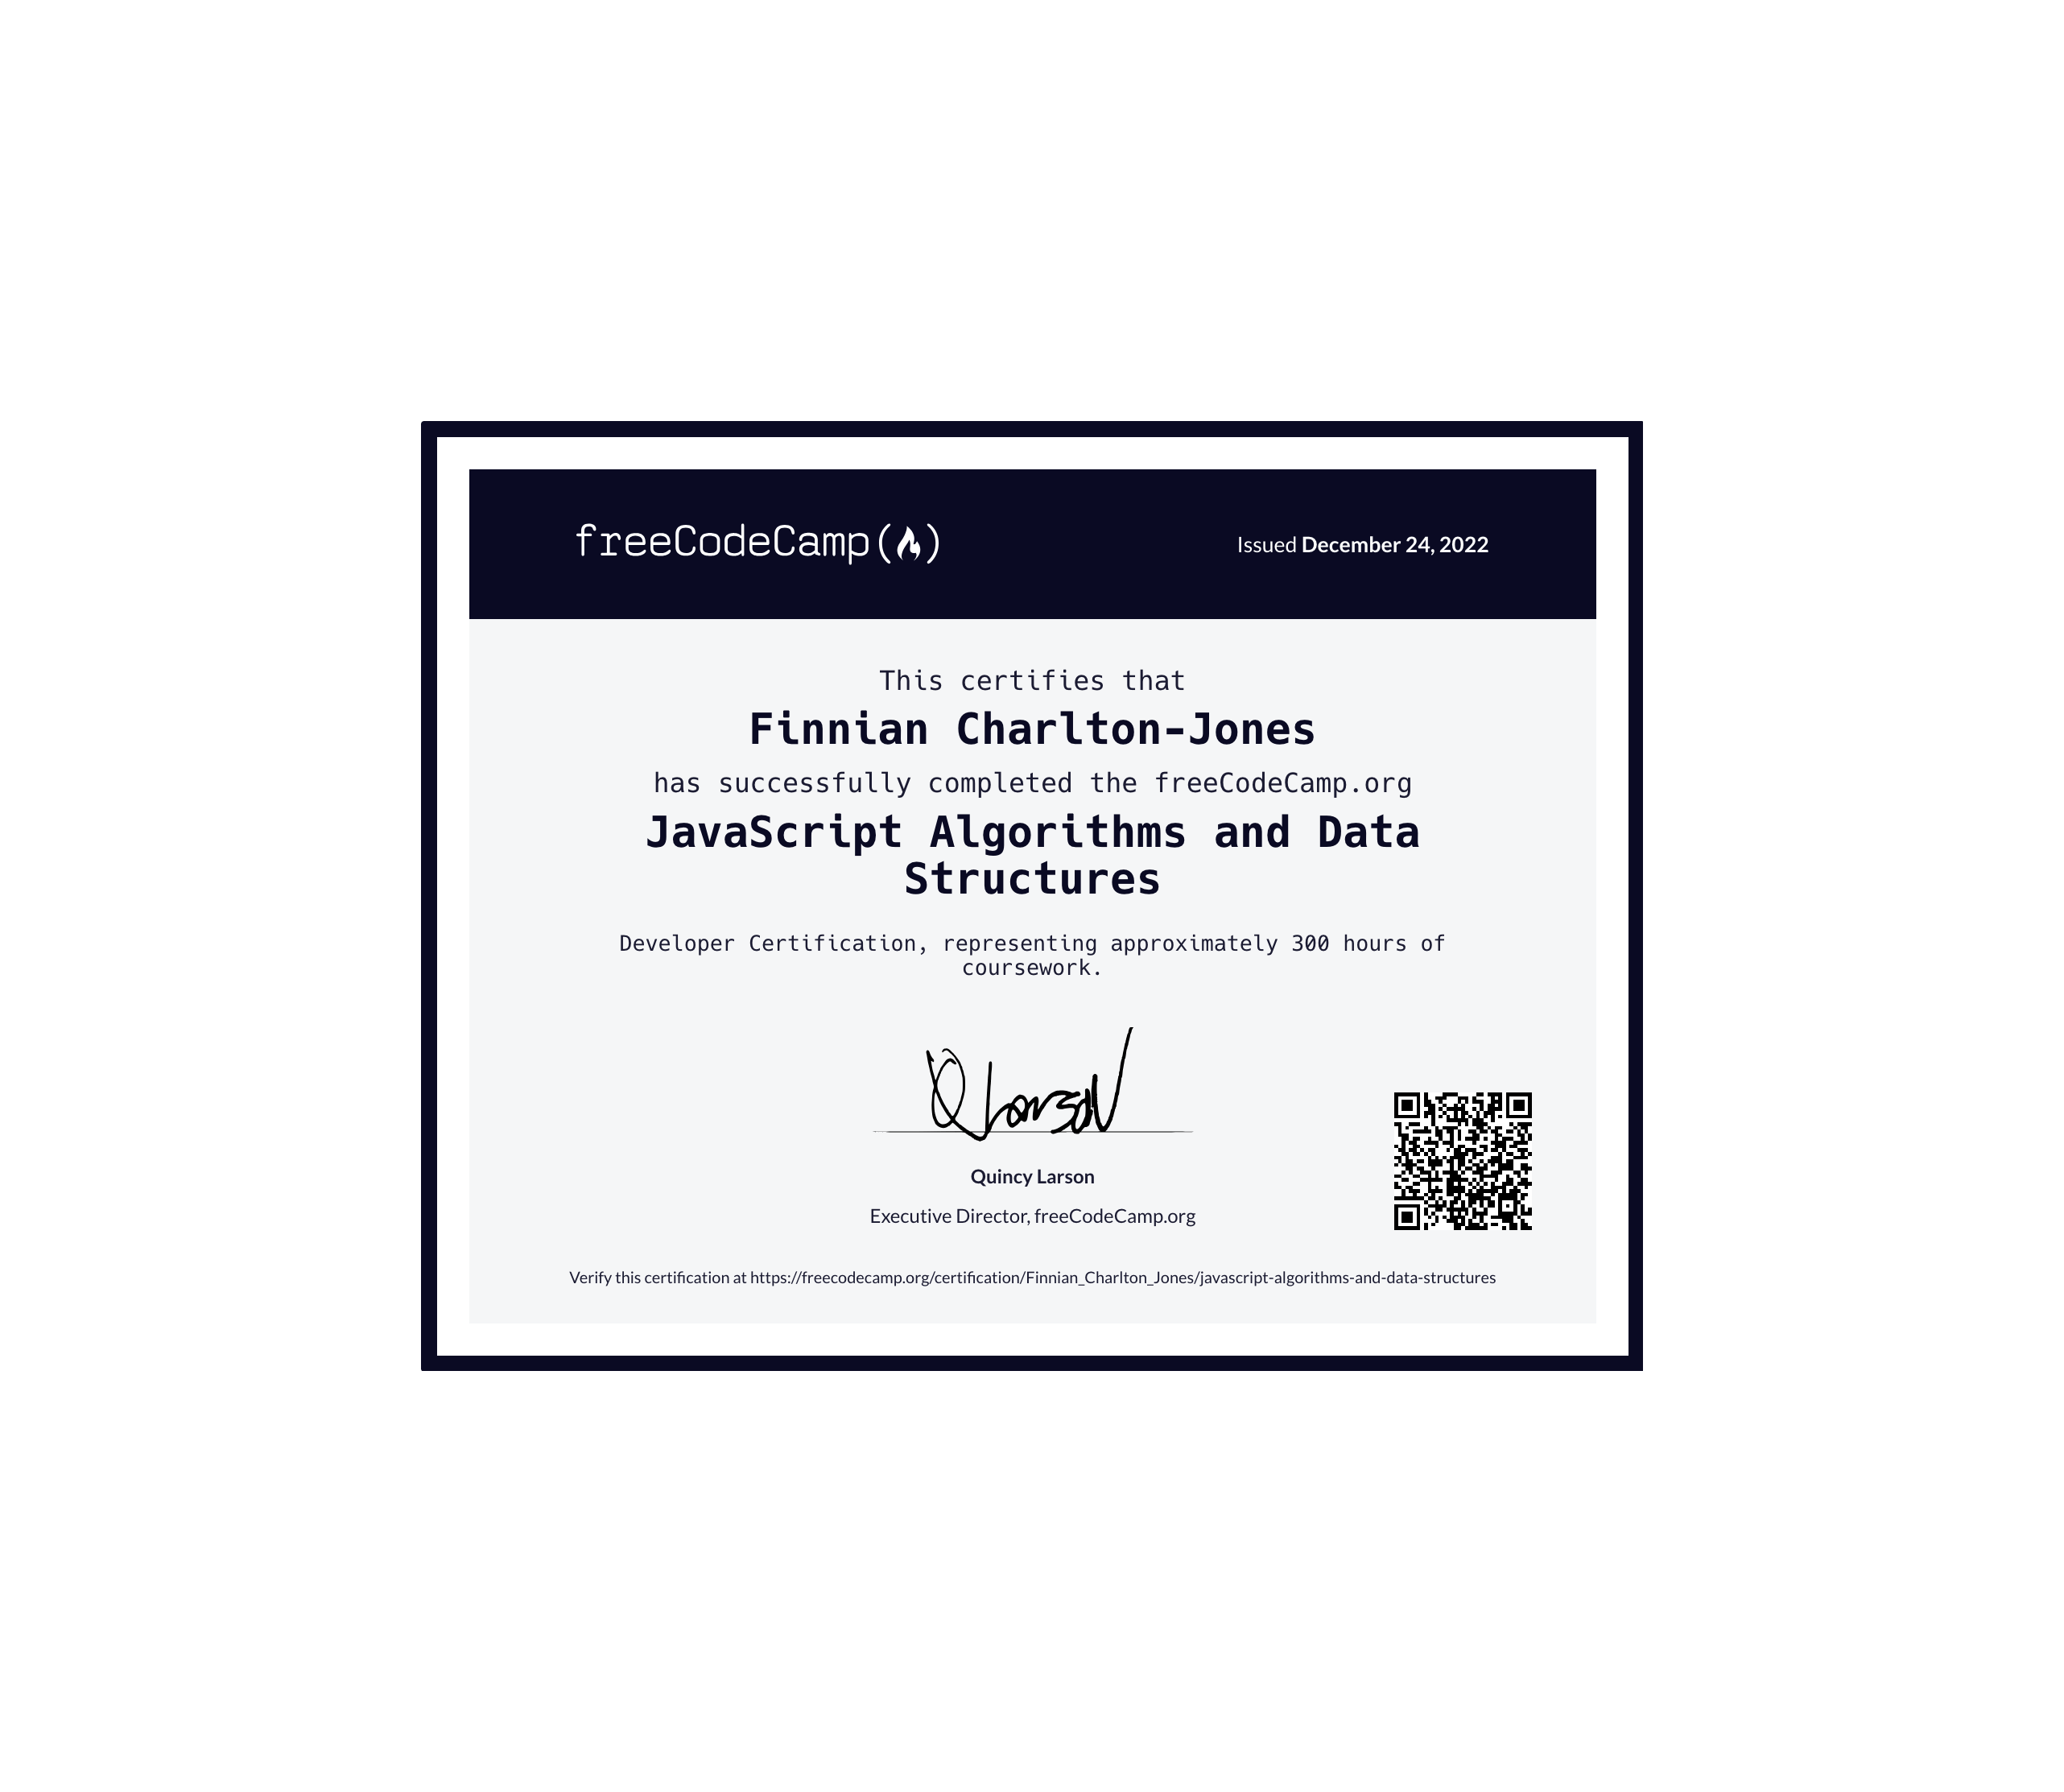 freeCodeCamp
Issued December 24, 2022
This certifies that
Finnian Charlton-Jones
has successfully completed the freeCodeCamp.org
JavaScript Algorithms and Data
Structures
Developer Certification, representing approximately 300 hours of
coursework.
Q Larson
Quincy Larson
Executive Director, freeCodeCamp.org
Verify this certification at https://freecodecamp.org/certification/Finnian_Charlton_Jones/javascript-algorithms-and-data-structures